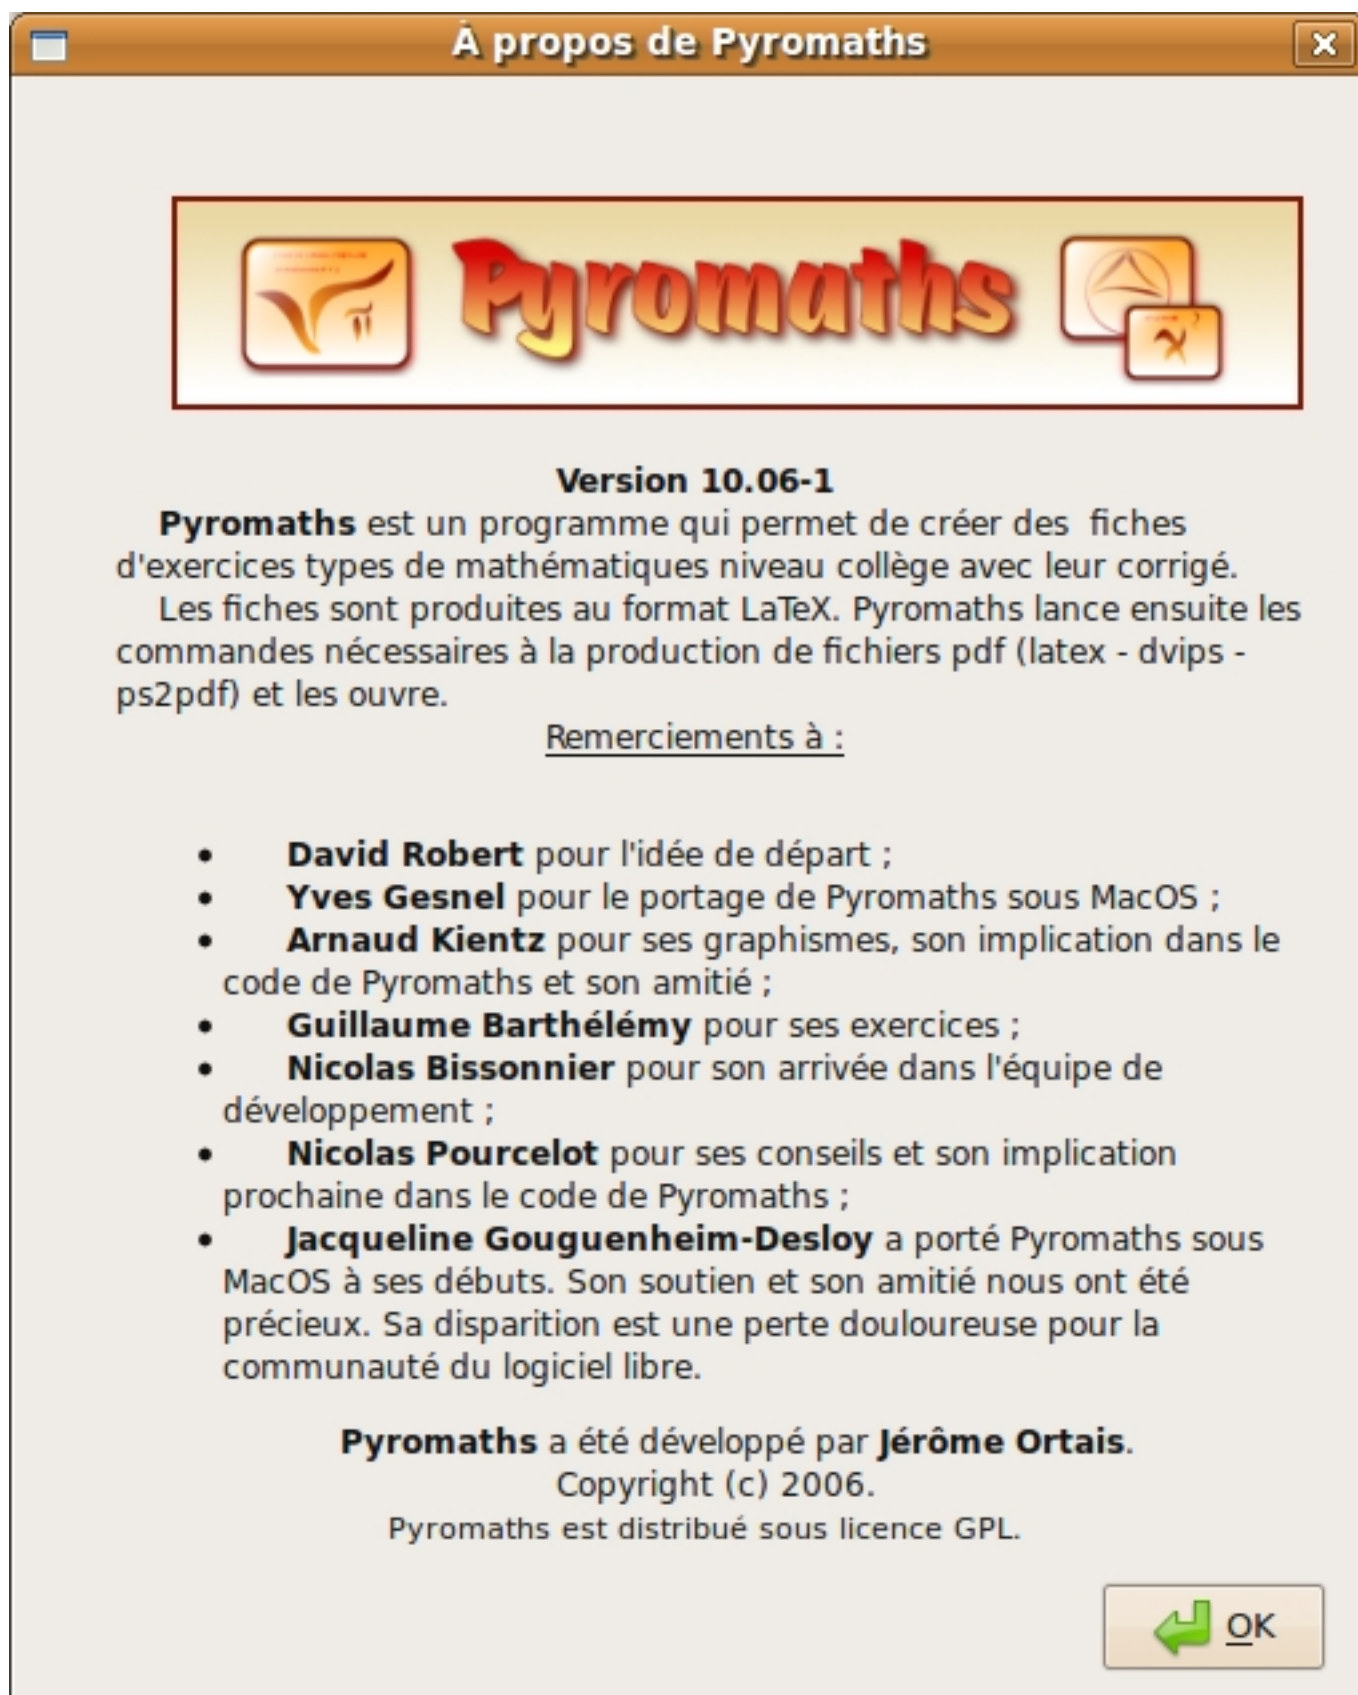 À propos de Pyromaths
Pyromaths
Version 10.06-1
Pyromaths est un programme qui permet de créer des fiches
d'exercices types de mathématiques niveau collège avec leur corrigé.
Les fiches sont produites au format LaTeX. Pyromaths lance ensuite les
commandes nécessaires à la production de fichiers pdf (latex - dvips -
ps2pdf) et les ouvre.
Remerciements à :
• David Robert pour l'idée de départ ;
• Yves Gesnel pour le portage de Pyromaths sous MacOS ;
• Arnaud Kientz pour ses graphismes, son implication dans le
code de Pyromaths et son amitié ;
• Guillaume Barthélémy pour ses exercices ;
• Nicolas Bissonnier pour son arrivée dans l'équipe de
développement ;
• Nicolas Pourcelot pour ses conseils et son implication
prochaine dans le code de Pyromaths ;
• Jacqueline Gouguenheim-Desloy a porté Pyromaths sous
MacOS à ses débuts. Son soutien et son amitié nous ont été
précieux. Sa disparition est une perte douloureuse pour la
communauté du logiciel libre.
Pyromaths a été développé par Jérôme Ortais.
Copyright (c) 2006.
Pyromaths est distribué sous licence GPL.
OK